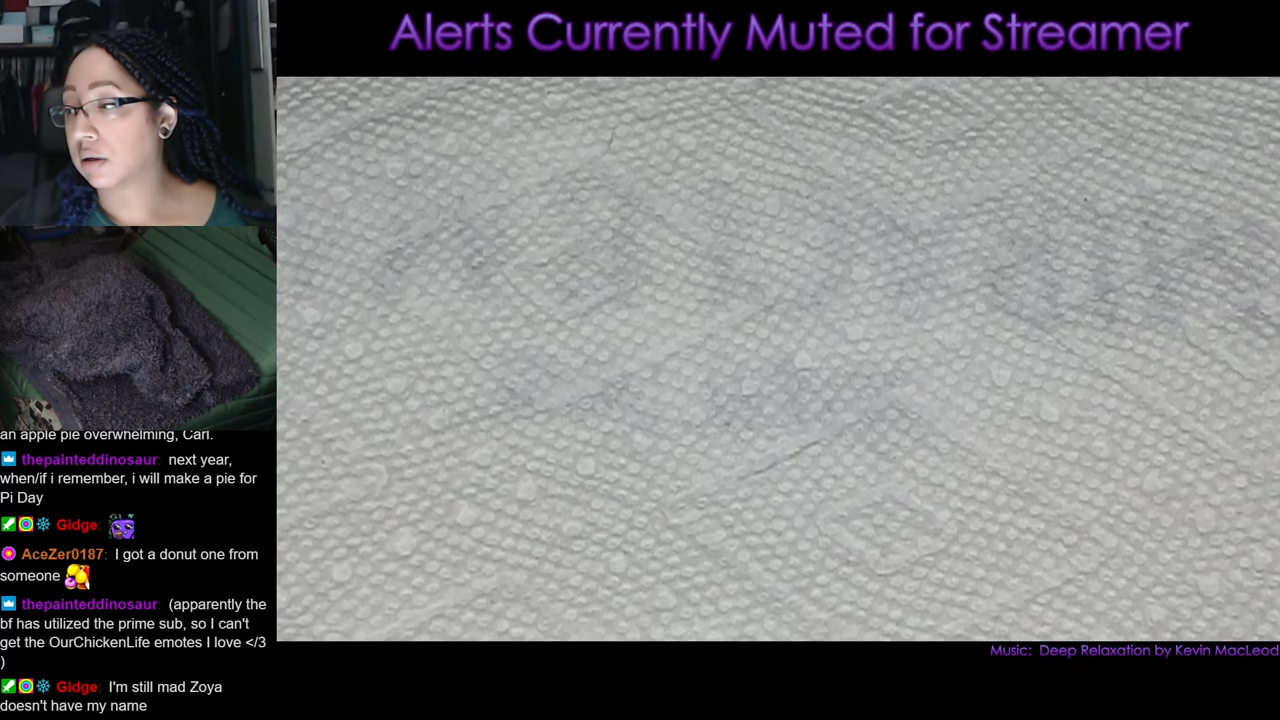 Alerts Currently Muted for Streamer
an apple pie overwhelming, Carl.
thepainteddinosaur: next year,
when/if i remember, i will make a pie for
Pi Day
Gidge:
AceZer0187: I got a donut one from
someone
thepainteddinosaur: (apparently the
bf has utilized the prime sub, so I can't
get the OurChickenLife emotes I love </3
)
Gidge: I'm still mad Zoya
doesn't have my name
Music: Deep Relaxation by Kevin MacLeod